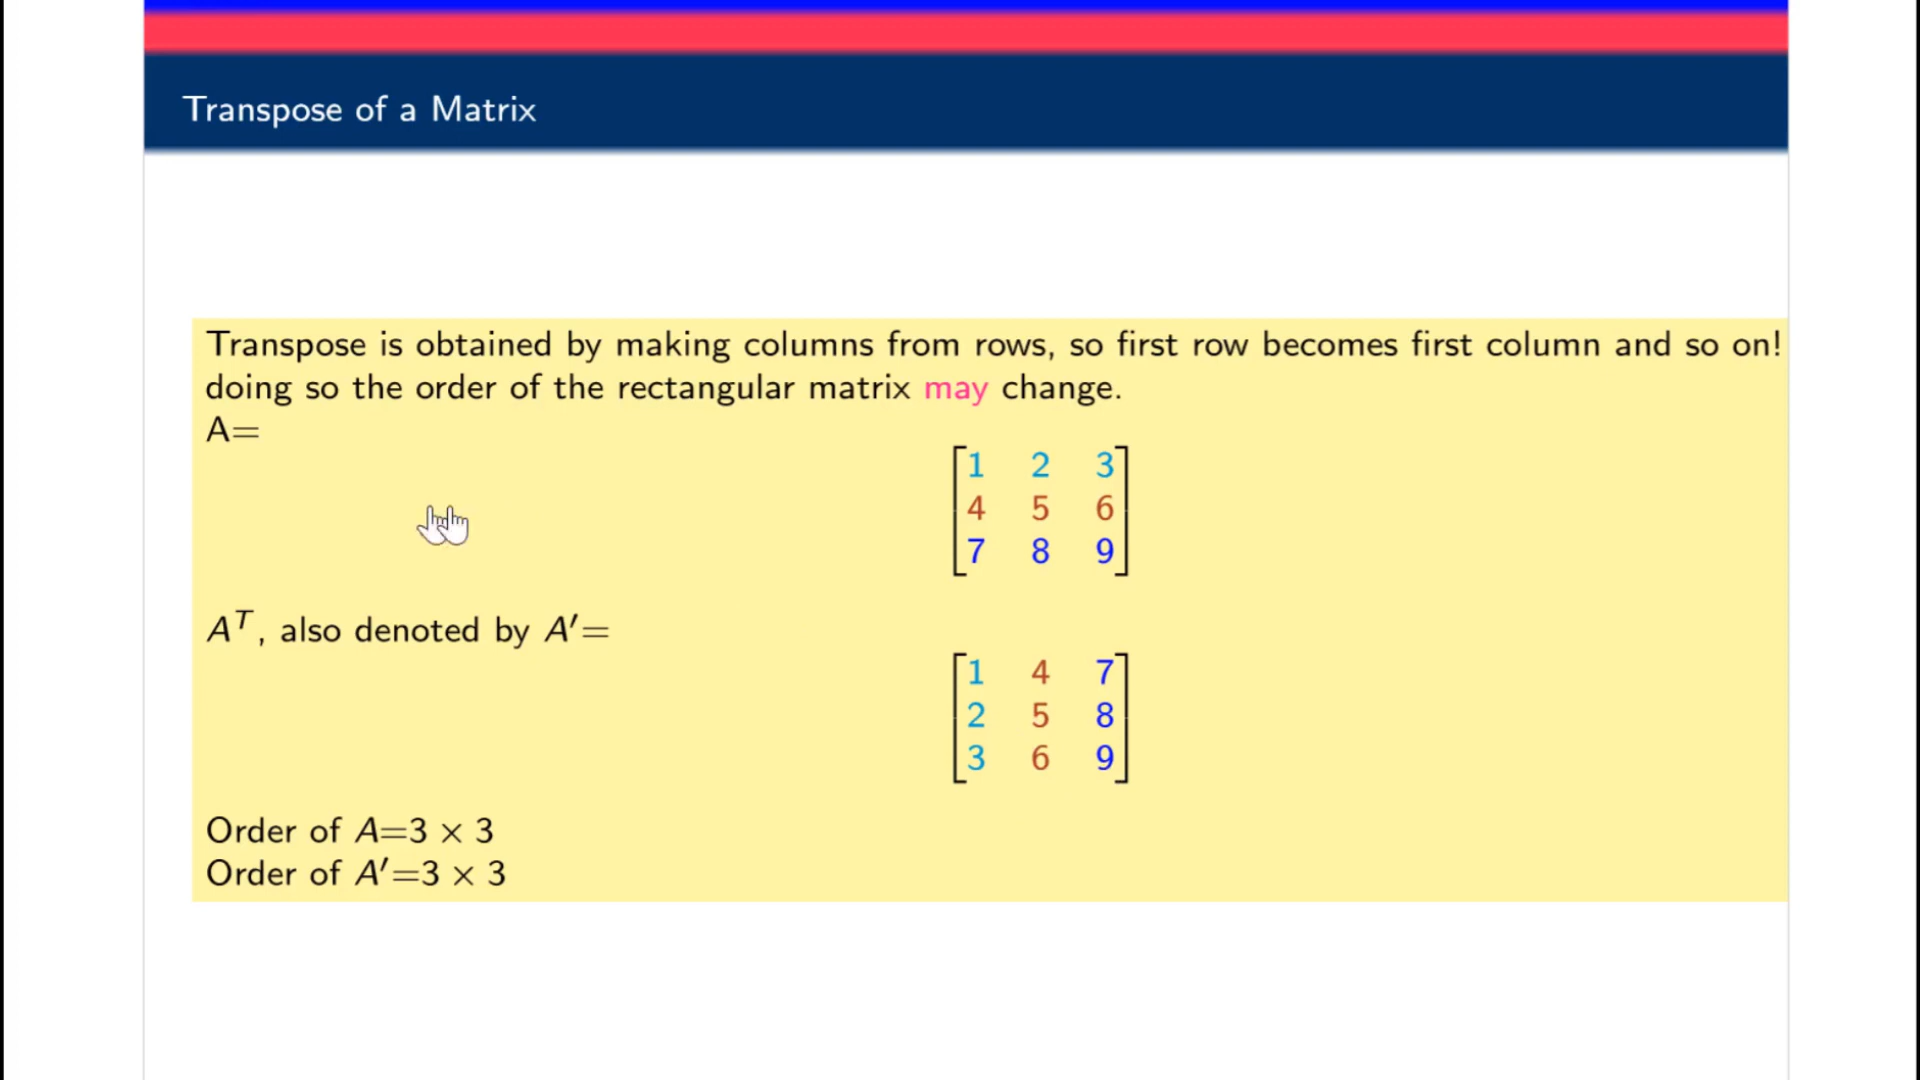 Transpose of a Matrix
Transpose is obtained by making columns from rows, so first row becomes first column and so on!
doing so the order of the rectangular matrix may change.
A=
1 2 3
4 5 6
7 8 9
Aᵀ, also denoted by A′=
1 4 7
2 5 8
3 6 9
Order of A=3 × 3
Order of A′=3 × 3